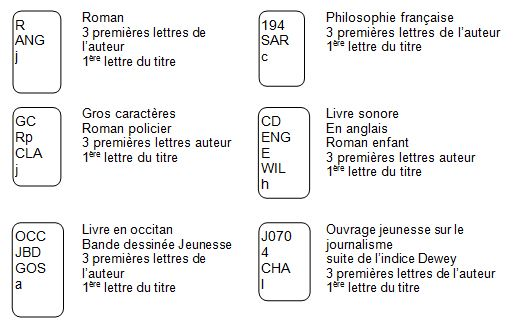 R
ANG
j
Roman
3 premières lettres de
l'auteur
1ère lettre du titre
194
SAR
c
Philosophie française
3 premières lettres de l'auteur
1ère lettre du titre
GC
Rp
CLA
j
Gros caractères
Roman policier
3 premières lettres auteur
1ère lettre du titre
CD
ENG
E
WIL
h
Livre sonore
En anglais
Roman enfant
3 premières lettres auteur
1ère lettre du titre
OCC
JBD
GOS
a
Livre en occitan
Bande dessinée Jeunesse
3 premières lettres de
l'auteur
1ère lettre du titre
J070
4
CHA
l
Ouvrage jeunesse sur le
journalisme
suite de l'indice Dewey
3 premières lettres de l'auteur
1ère lettre du titre